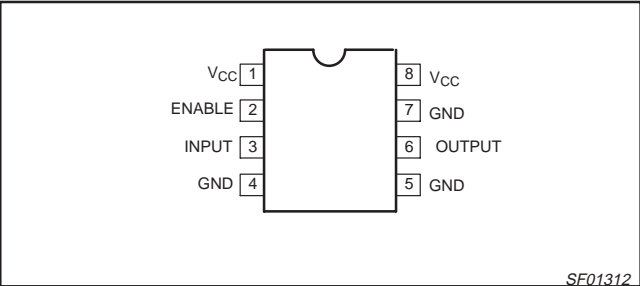 VCC 1 8 VCC
ENABLE 2 7 GND
INPUT 3 6 OUTPUT
GND 4 5 GND
SF01312